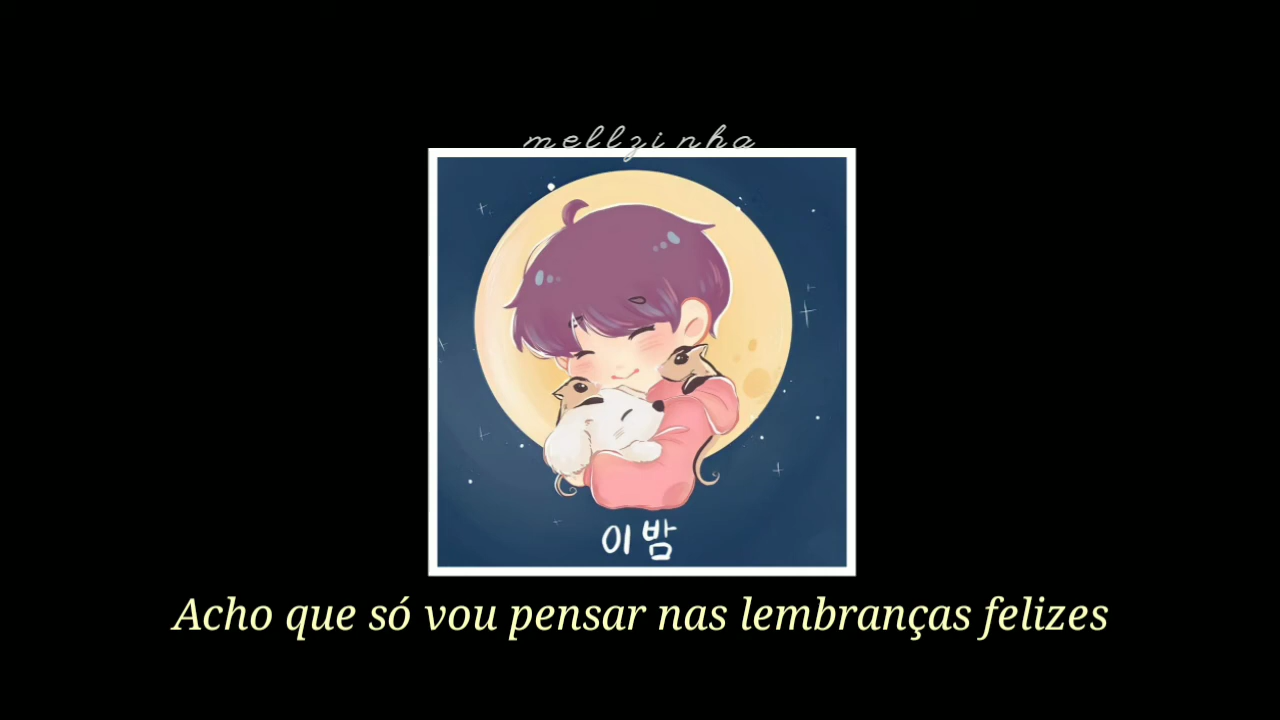 mellzinha
이 밤
Acho que só vou pensar nas lembranças felizes